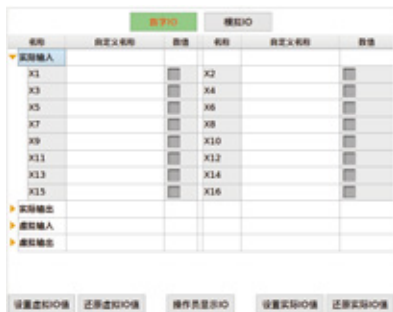 数字IO 模拟IO
名称 自定义名称 数值 名称 自定义名称 数值
实际输入
X1 X2
X3 X4
X5 X6
X7 X8
X9 X10
X11 X12
X13 X14
X15 X16
实际输出
虚拟输入
虚拟输出
设置虚拟IO值 还原虚拟IO值 操作员显示IO 设置实际IO值 还原实际IO值